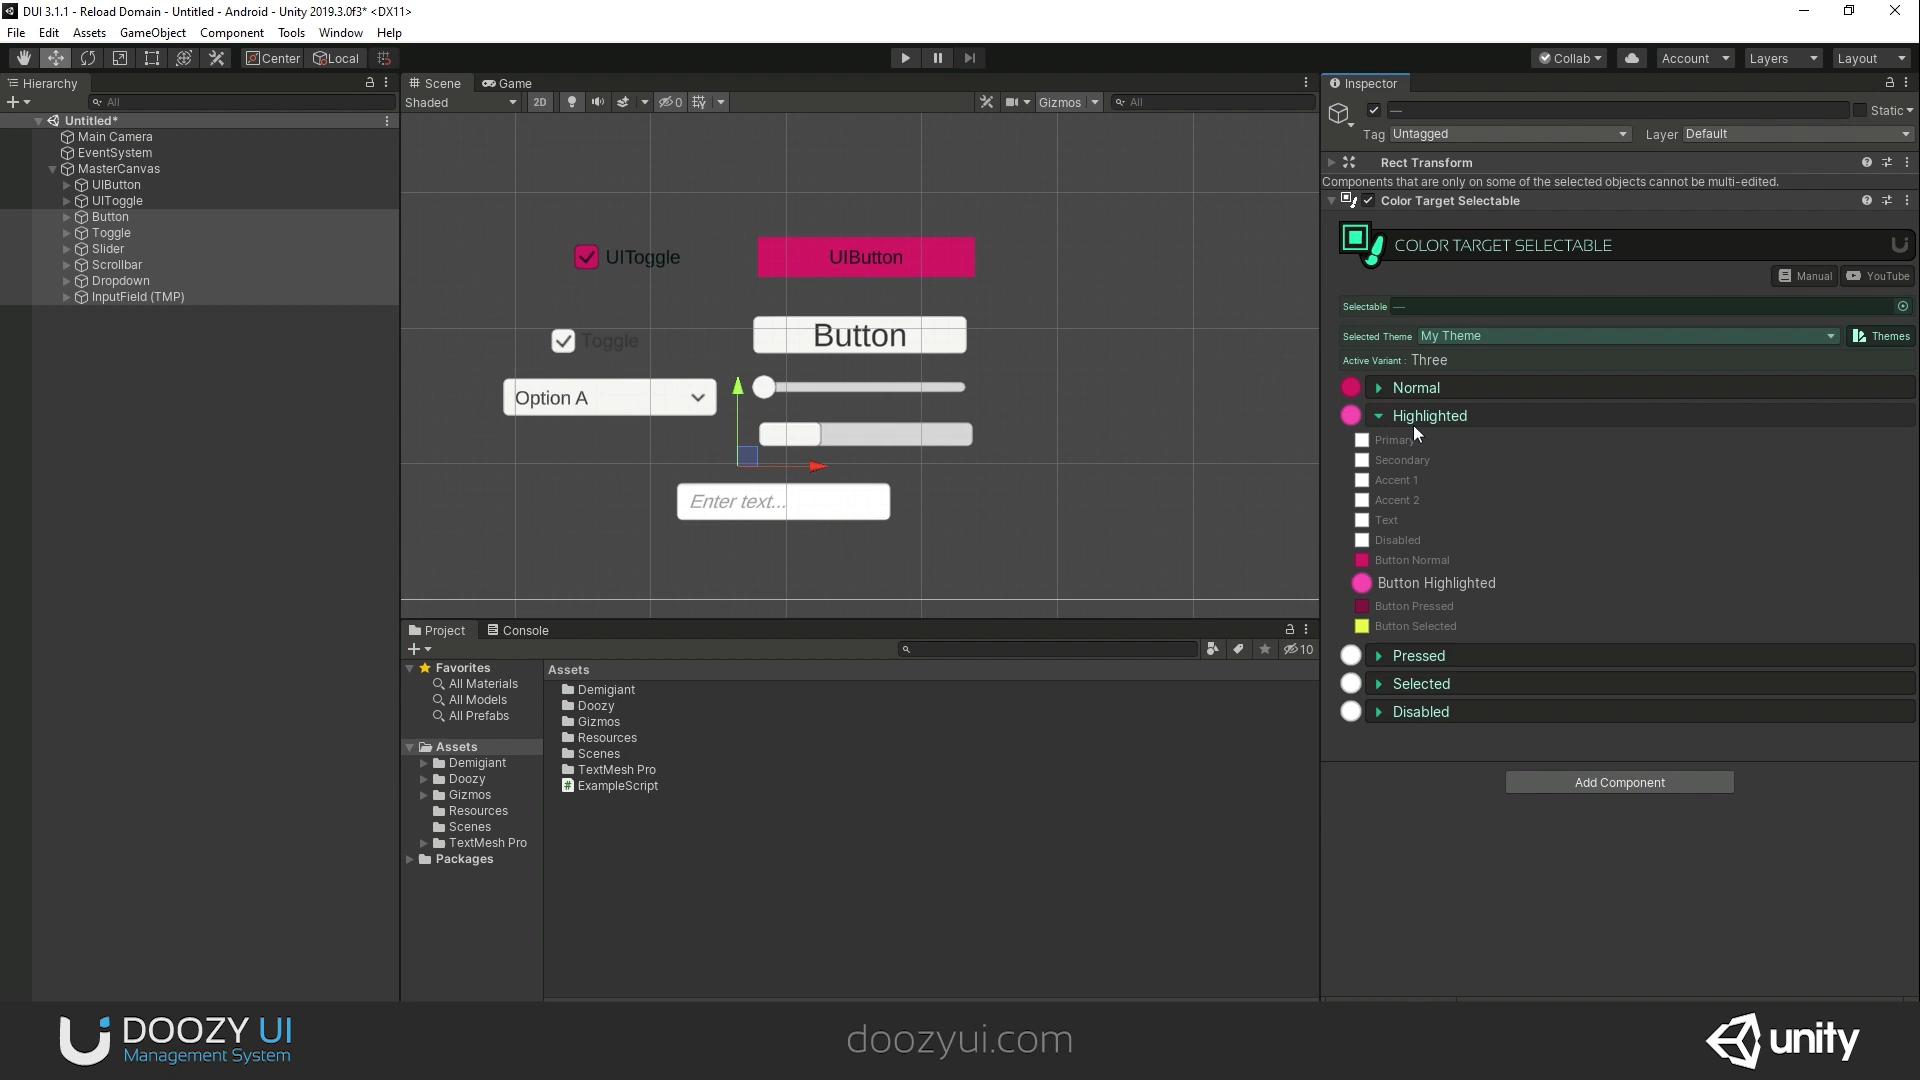 DUI 3.1.1 - Reload Domain - Untitled - Android - Unity 2019.3.0f3* <DX11>
File Edit Assets GameObject Component Tools Window Help
Center Local
Collab Account Layers Layout
Hierarchy
All
Untitled*
Main Camera
EventSystem
MasterCanvas
UIButton
UIToggle
Button
Toggle
Slider
Scrollbar
Dropdown
InputField (TMP)
Scene Game
Shaded 2D 0 Gizmos All
UIToggle UIButton
Toggle Button
Option A
Enter text...
Project Console
10
Favorites
All Materials
All Models
All Prefabs
Assets
Demigiant
Doozy
Gizmos
Resources
Scenes
TextMesh Pro
Packages
Assets
Demigiant
Doozy
Gizmos
Resources
Scenes
TextMesh Pro
ExampleScript
Inspector
— Static
Tag Untagged Layer Default
Rect Transform
Components that are only on some of the selected objects cannot be multi-edited.
Color Target Selectable
COLOR TARGET SELECTABLE
Manual YouTube
Selectable —
Selected Theme My Theme Themes
Active Variant : Three
Normal
Highlighted
Primary
Secondary
Accent 1
Accent 2
Text
Disabled
Button Normal
Button Highlighted
Button Pressed
Button Selected
Pressed
Selected
Disabled
Add Component
DOOZY UI
Management System
doozyui.com
unity